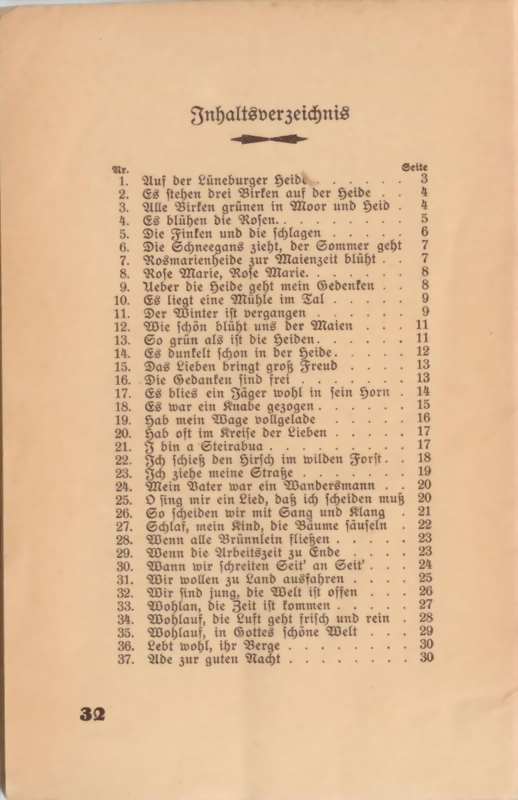 Inhaltsverzeichnis
Nr. Seite
1. Auf der Lüneburger Heide . . . . . 3
2. Es stehen drei Birken auf der Heide . . 4
3. Alle Birken grünen in Moor und Heid . 4
4. Es blühen die Rosen. . . . . . . . 5
5. Die Finken und die schlagen . . . . . 6
6. Die Schneegans zieht, der Sommer geht 7
7. Rosmarienheide zur Maienzeit blüht . . 7
8. Rose Marie, Rose Marie. . . . . . . 8
9. Ueber die Heide geht mein Gedenken . . 8
10. Es liegt eine Mühle im Tal . . . . . 9
11. Der Winter ist vergangen . . . . . . 9
12. Wie schön blüht uns der Maien . . . 11
13. So grün als ist die Heiden. . . . . . 11
14. Es dunkelt schon in der Heide. . . . . 12
15. Das Lieben bringt groß Freud . . . . 13
16. Die Gedanken sind frei . . . . . . . 13
17. Es blies ein Jäger wohl in sein Horn . 14
18. Es war ein Knabe gezogen . . . . . . 15
19. Hab mein Wage vollgelade . . . . . 16
20. Hab oft im Kreise der Lieben . . . . . 17
21. I bin a Steirabua . . . . . . . . . 17
22. Ich schieß den Hirsch im wilden Forst. . 18
23. Ich ziehe meine Straße . . . . . . . 19
24. Mein Vater war ein Wandersmann . . 20
25. O sing mir ein Lied, daß ich scheiden muß 20
26. So scheiden wir mit Sang und Klang . 21
27. Schlaf, mein Kind, die Bäume säuseln . 22
28. Wenn alle Brünnlein fließen . . . . . 23
29. Wenn die Arbeitszeit zu Ende . . . . 23
30. Wann wir schreiten Seit' an Seit' . . . 24
31. Wir wollen zu Land ausfahren . . . . 25
32. Wir sind jung, die Welt ist offen . . . 26
33. Wohlan, die Zeit ist kommen . . . . . 27
34. Wohlauf, die Luft geht frisch und rein . 28
35. Wohlauf, in Gottes schöne Welt . . . 29
36. Lebt wohl, ihr Berge . . . . . . . . 30
37. Ade zur guten Nacht . . . . . . . . 30
32